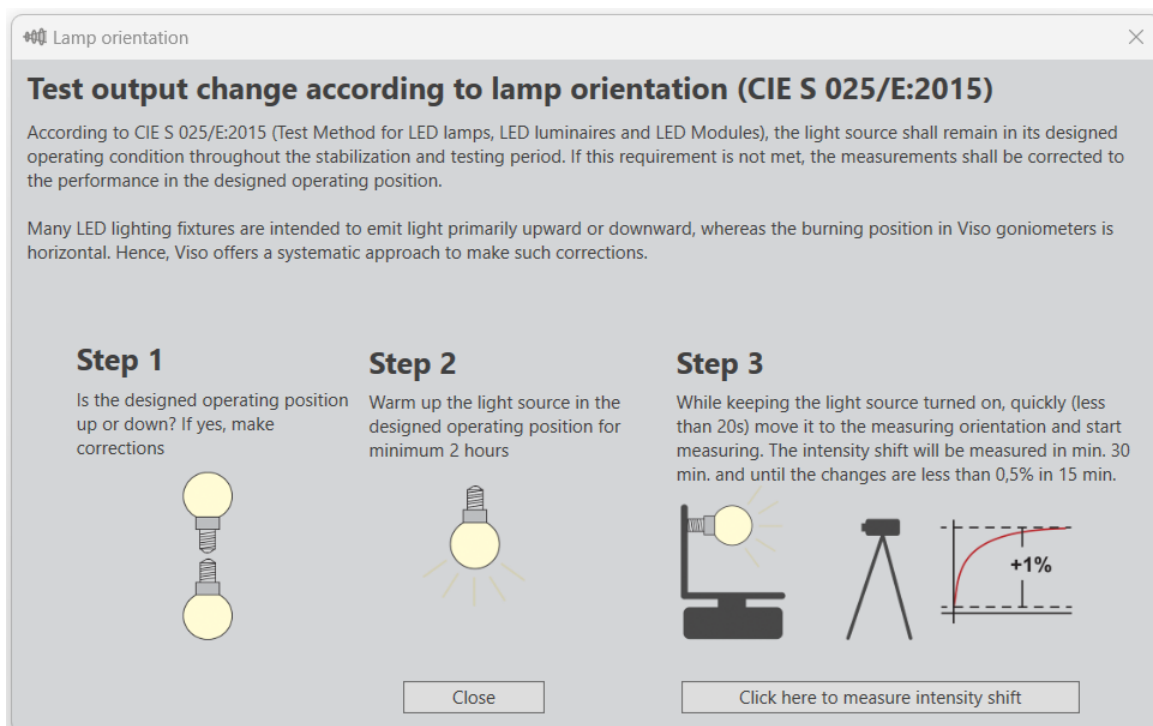 Lamp orientation
Test output change according to lamp orientation (CIE S 025/E:2015)
According to CIE S 025/E:2015 (Test Method for LED lamps, LED luminaires and LED Modules), the light source shall remain in its designed
operating condition throughout the stabilization and testing period. If this requirement is not met, the measurements shall be corrected to
the performance in the designed operating position.
Many LED lighting fixtures are intended to emit light primarily upward or downward, whereas the burning position in Viso goniometers is
horizontal. Hence, Viso offers a systematic approach to make such corrections.
Step 1
Is the designed operating position
up or down? If yes, make
corrections
Step 2
Warm up the light source in the
designed operating position for
minimum 2 hours
Step 3
While keeping the light source turned on, quickly (less
than 20s) move it to the measuring orientation and start
measuring. The intensity shift will be measured in min. 30
min. and until the changes are less than 0,5% in 15 min.
+1%
Close
Click here to measure intensity shift